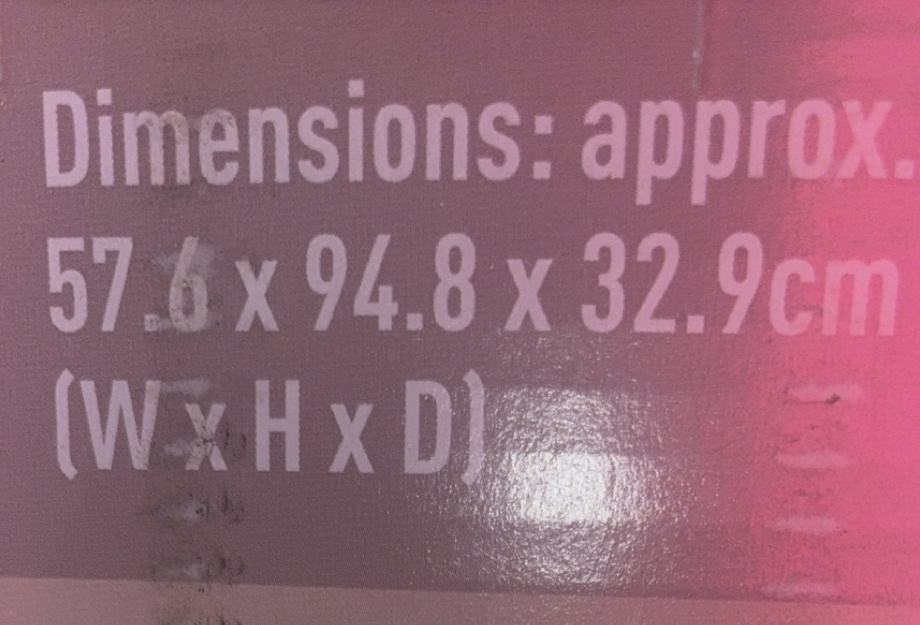 Dimensions: approx.
57.6 x 94.8 x 32.9cm
(W x H x D)